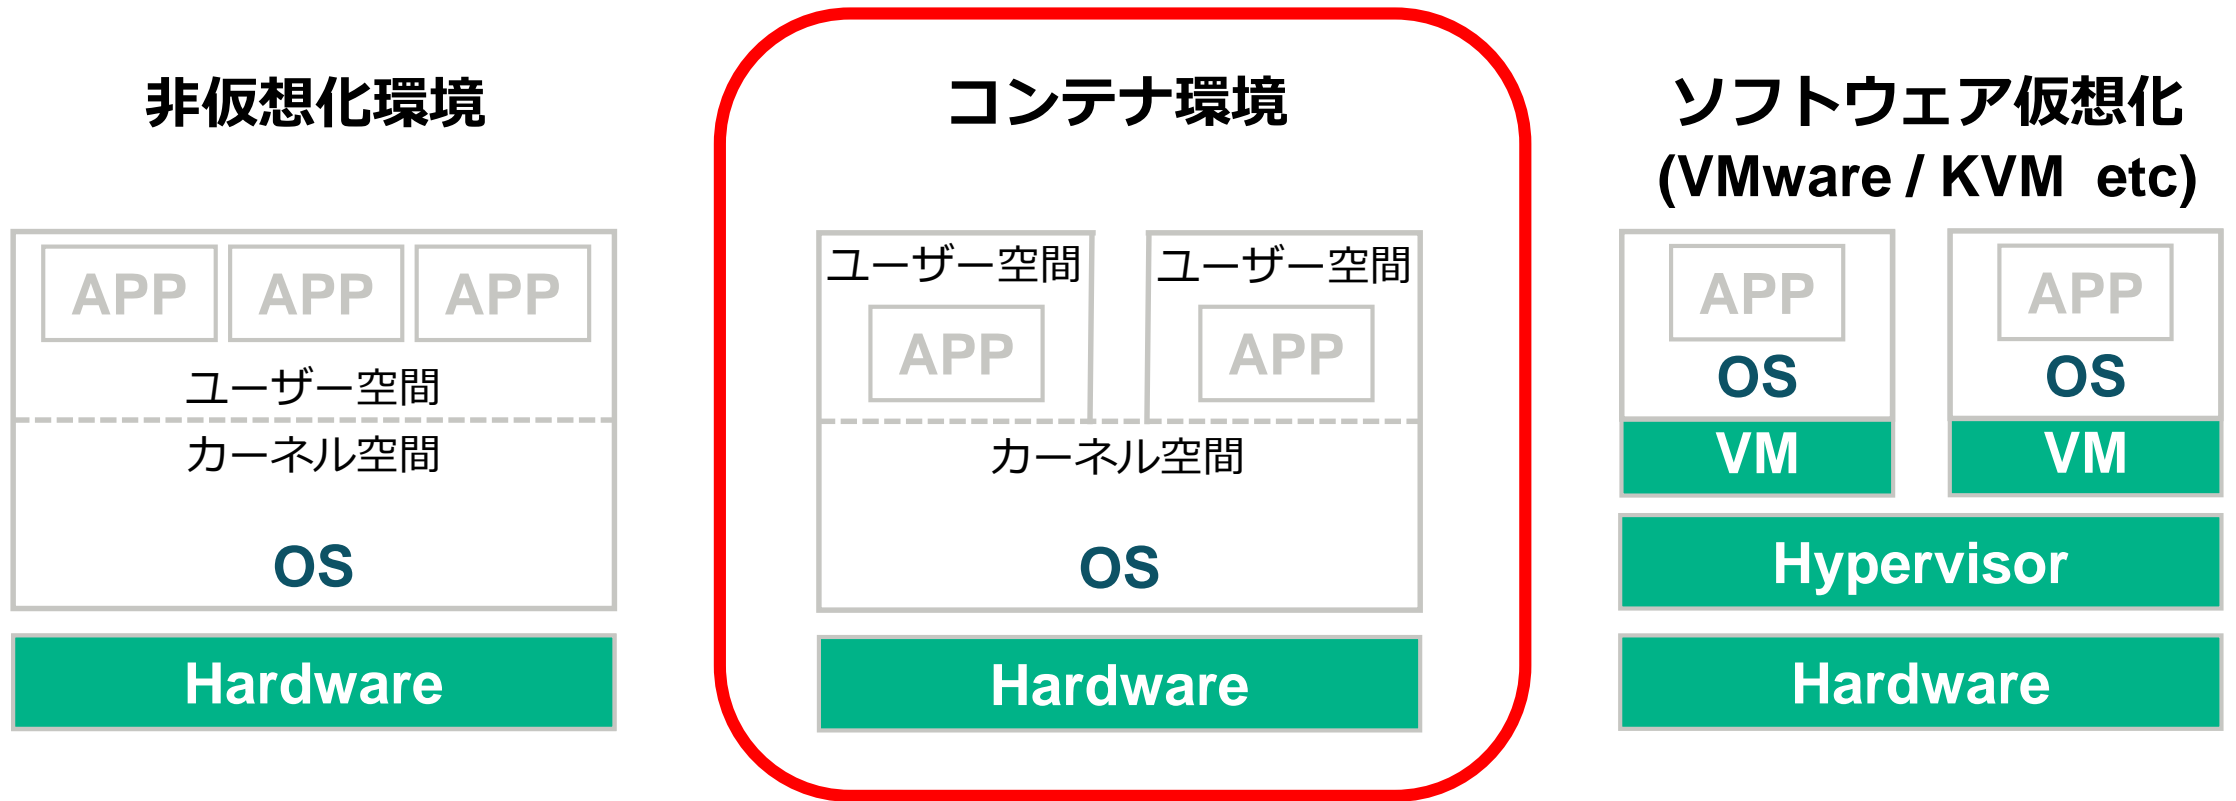 非仮想化環境
APP APP APP
ユーザー空間
カーネル空間
OS
Hardware
コンテナ環境
ユーザー空間 ユーザー空間
APP APP
カーネル空間
OS
Hardware
ソフトウェア仮想化
(VMware / KVM etc)
APP APP
OS OS
VM VM
Hypervisor
Hardware